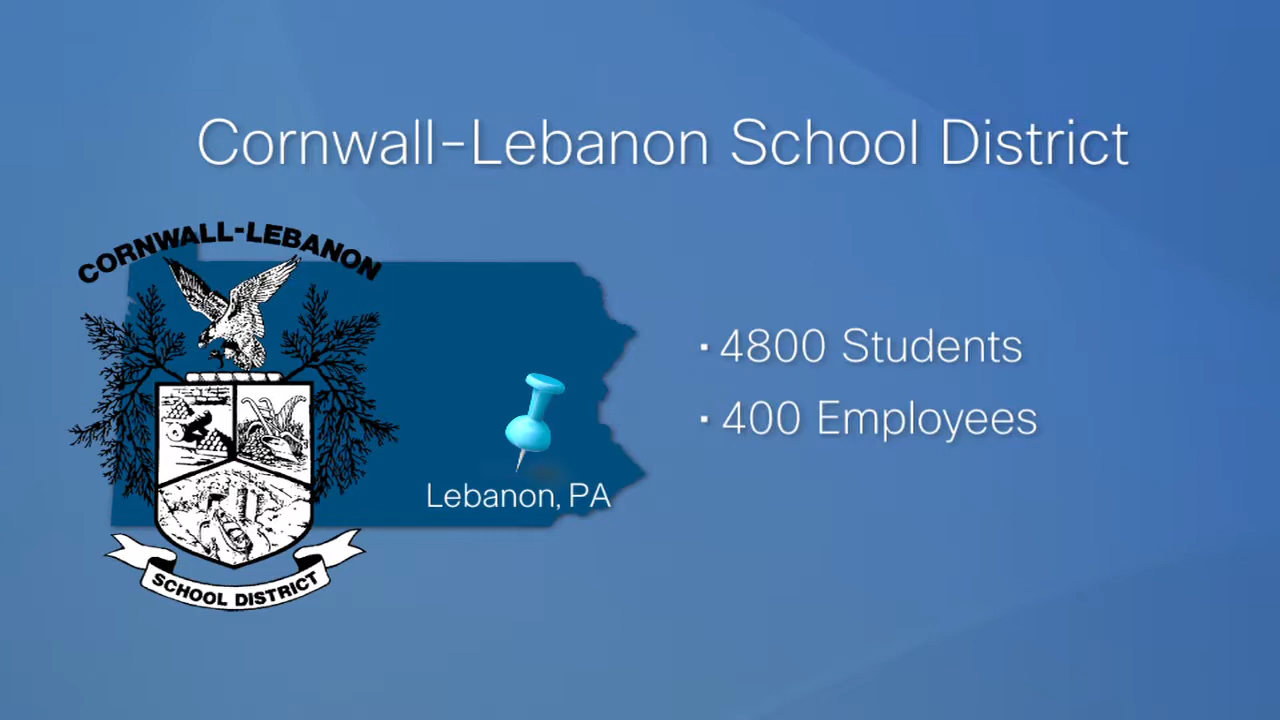 Cornwall-Lebanon School District
CORNWALL-LEBANON
SCHOOL DISTRICT
Lebanon, PA
· 4800 Students
· 400 Employees